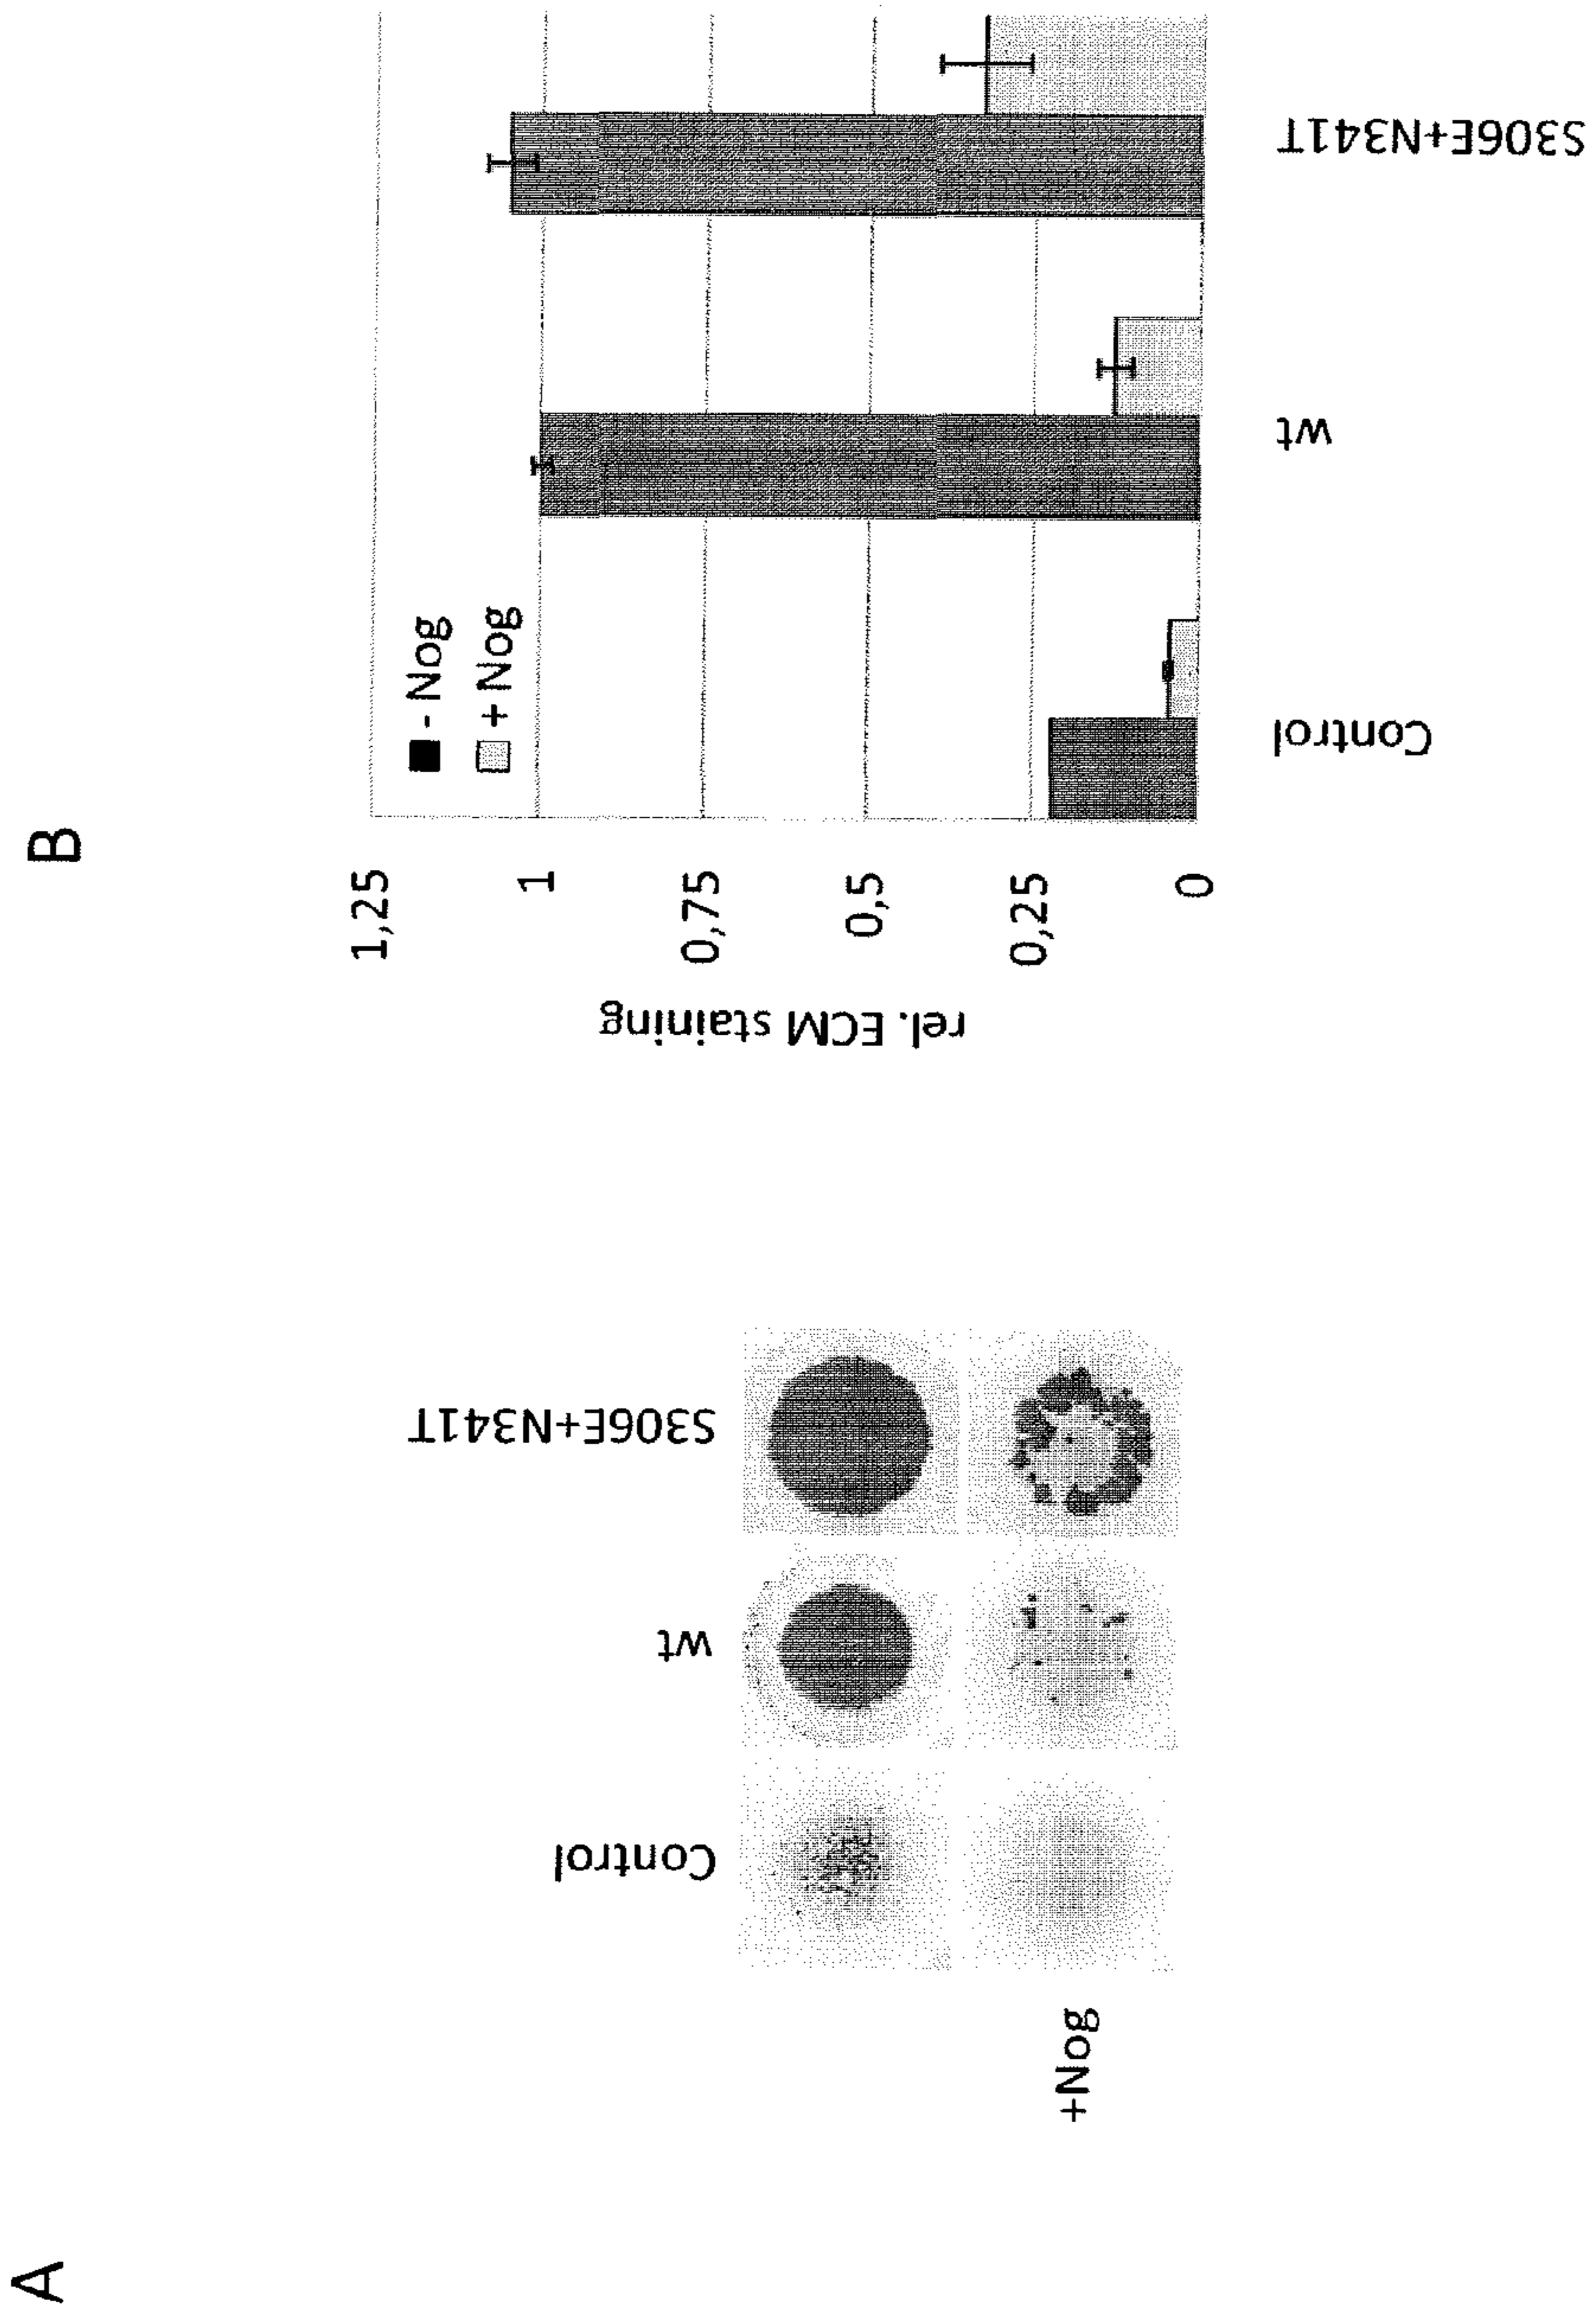 A
Control
wt
S306E+N341T
+Nog
B
rel. ECM staining
1,25
1
0,75
0,5
0,25
0
- Nog
+ Nog
Control
wt
S306E+N341T